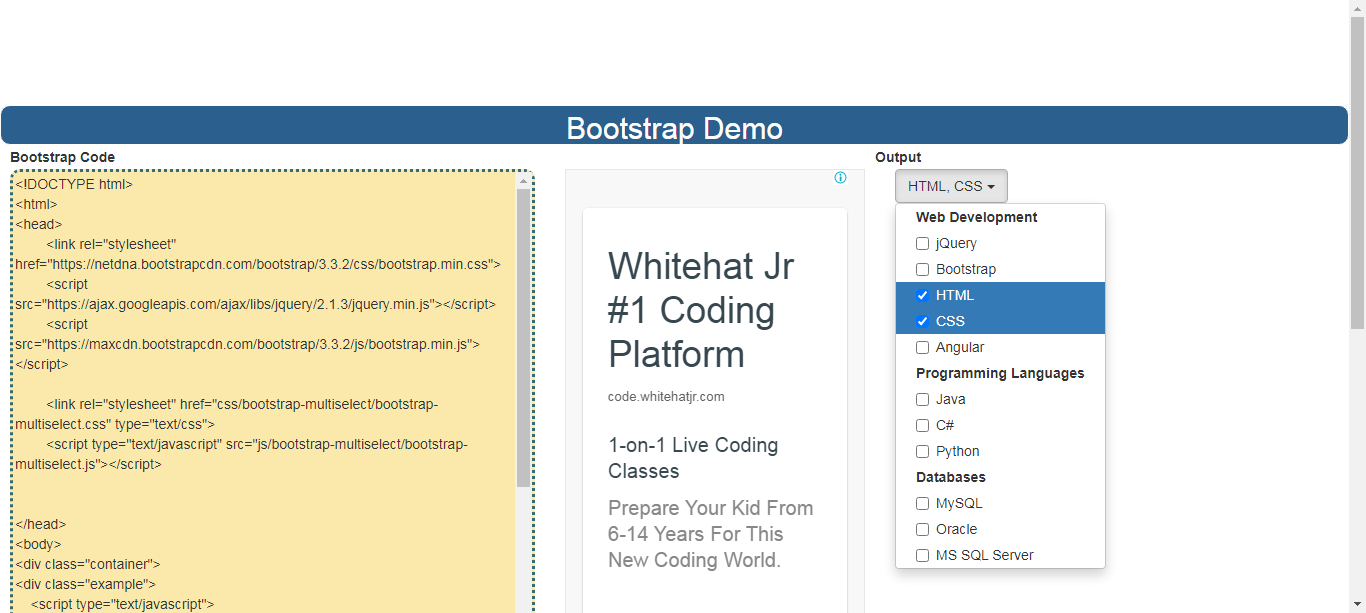 Bootstrap Demo
Bootstrap Code
<!DOCTYPE html>
<html>
<head>
<link rel="stylesheet"
href="https://netdna.bootstrapcdn.com/bootstrap/3.3.2/css/bootstrap.min.css">
<script
src="https://ajax.googleapis.com/ajax/libs/jquery/2.1.3/jquery.min.js"></script>
<script
src="https://maxcdn.bootstrapcdn.com/bootstrap/3.3.2/js/bootstrap.min.js">
</script>
<link rel="stylesheet" href="css/bootstrap-multiselect/bootstrap-
multiselect.css" type="text/css">
<script type="text/javascript" src="js/bootstrap-multiselect/bootstrap-
multiselect.js"></script>
</head>
<body>
<div class="container">
<div class="example">
<script type="text/javascript">
Whitehat Jr
#1 Coding
Platform
code.whitehatjr.com
1-on-1 Live Coding
Classes
Prepare Your Kid From
6-14 Years For This
New Coding World.
Output
HTML, CSS
Web Development
jQuery
Bootstrap
HTML
CSS
Angular
Programming Languages
Java
C#
Python
Databases
MySQL
Oracle
MS SQL Server